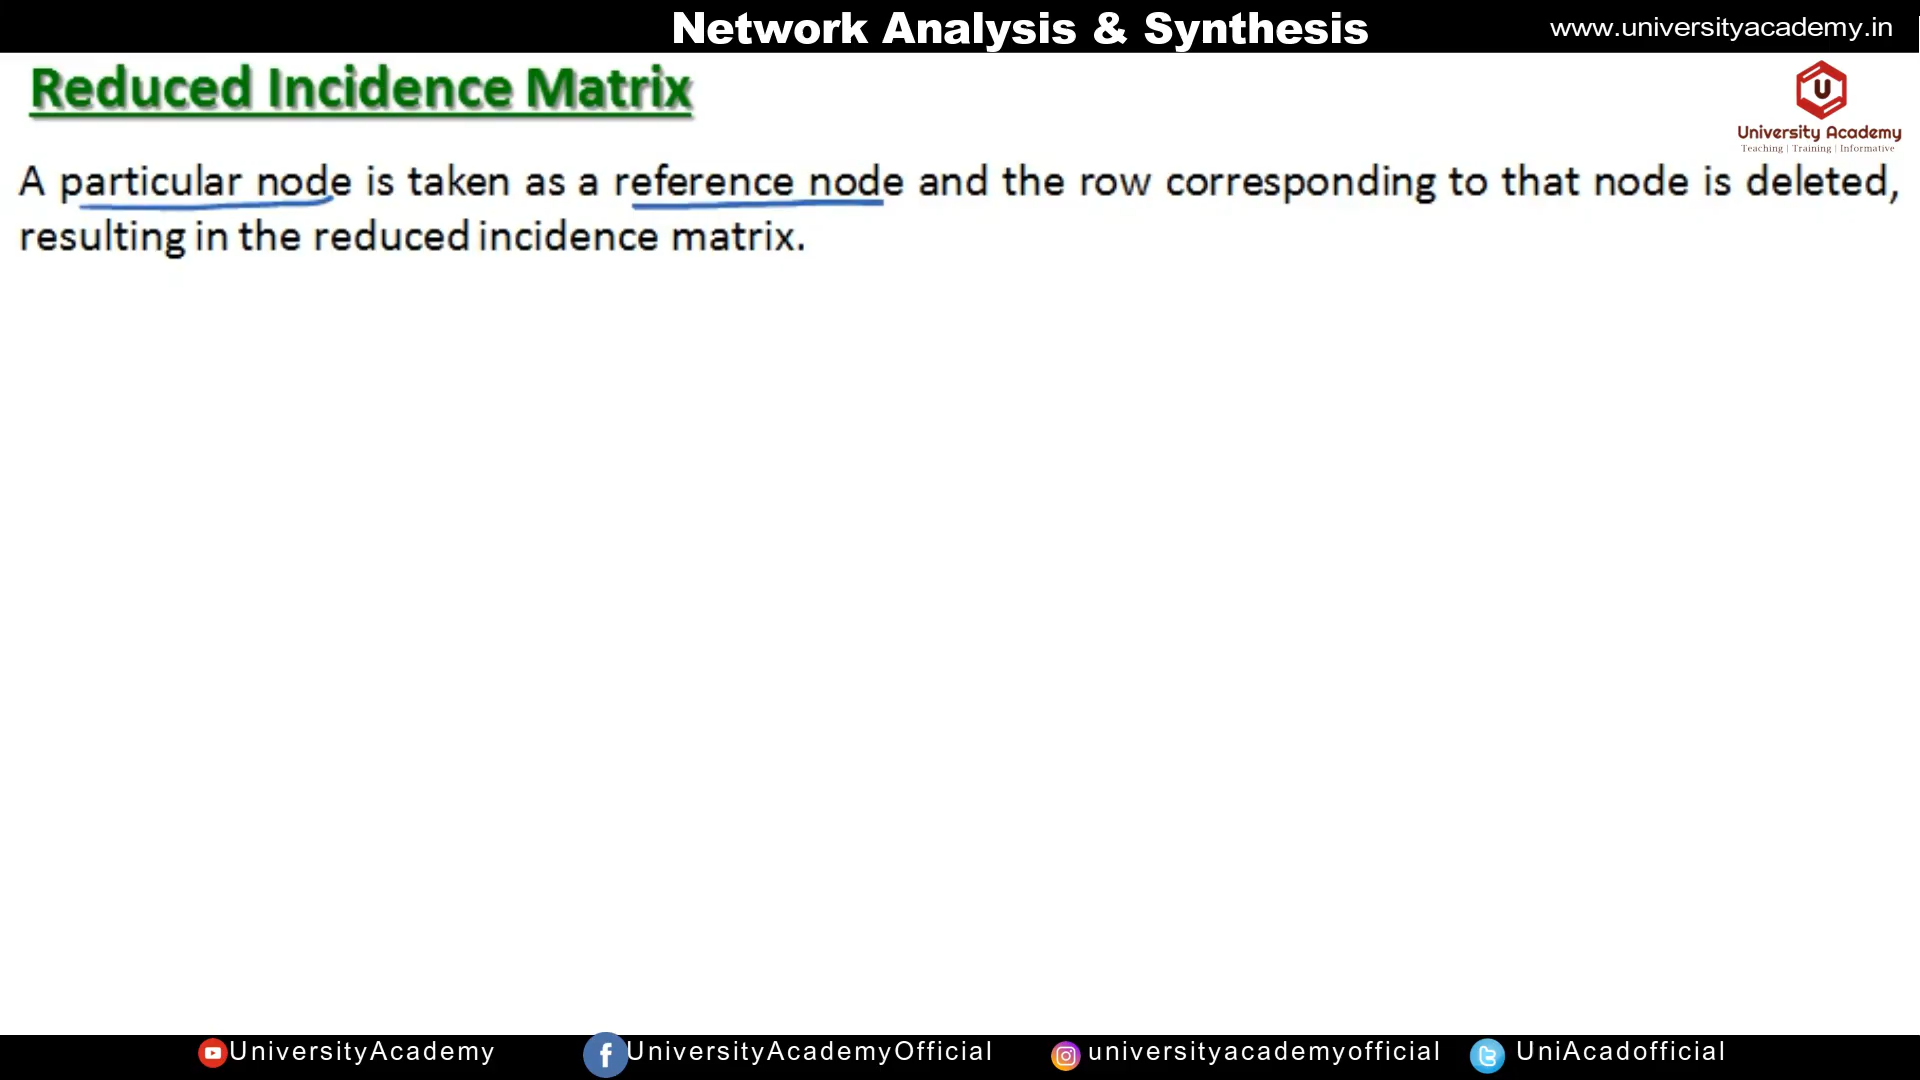 Network Analysis & Synthesis
www.universityacademy.in
Reduced Incidence Matrix
U
University Academy
Teaching | Training | Informative
A particular node is taken as a reference node and the row corresponding to that node is deleted,
resulting in the reduced incidence matrix.
UniversityAcademy
UniversityAcademyOfficial
universityacademyofficial
UniAcadofficial